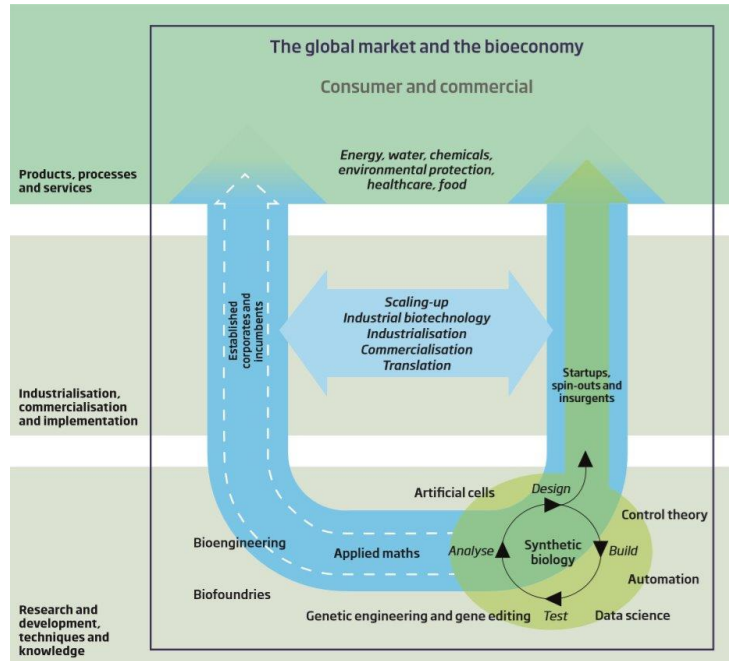 The global market and the bioeconomy
Consumer and commercial
Energy, water, chemicals,
environmental protection,
healthcare, food
Products, processes
and services
Established
corporates and
incumbents
Scaling-up
Industrial biotechnology
Industrialisation
Commercialisation
Translation
Startups,
spin-outs and
insurgents
Industrialisation,
commercialisation
and implementation
Artificial cells
Design
Control theory
Bioengineering
Applied maths
Analyse
Synthetic
biology
Build
Automation
Biofoundries
Genetic engineering and gene editing
Test
Data science
Research and
development,
techniques and
knowledge